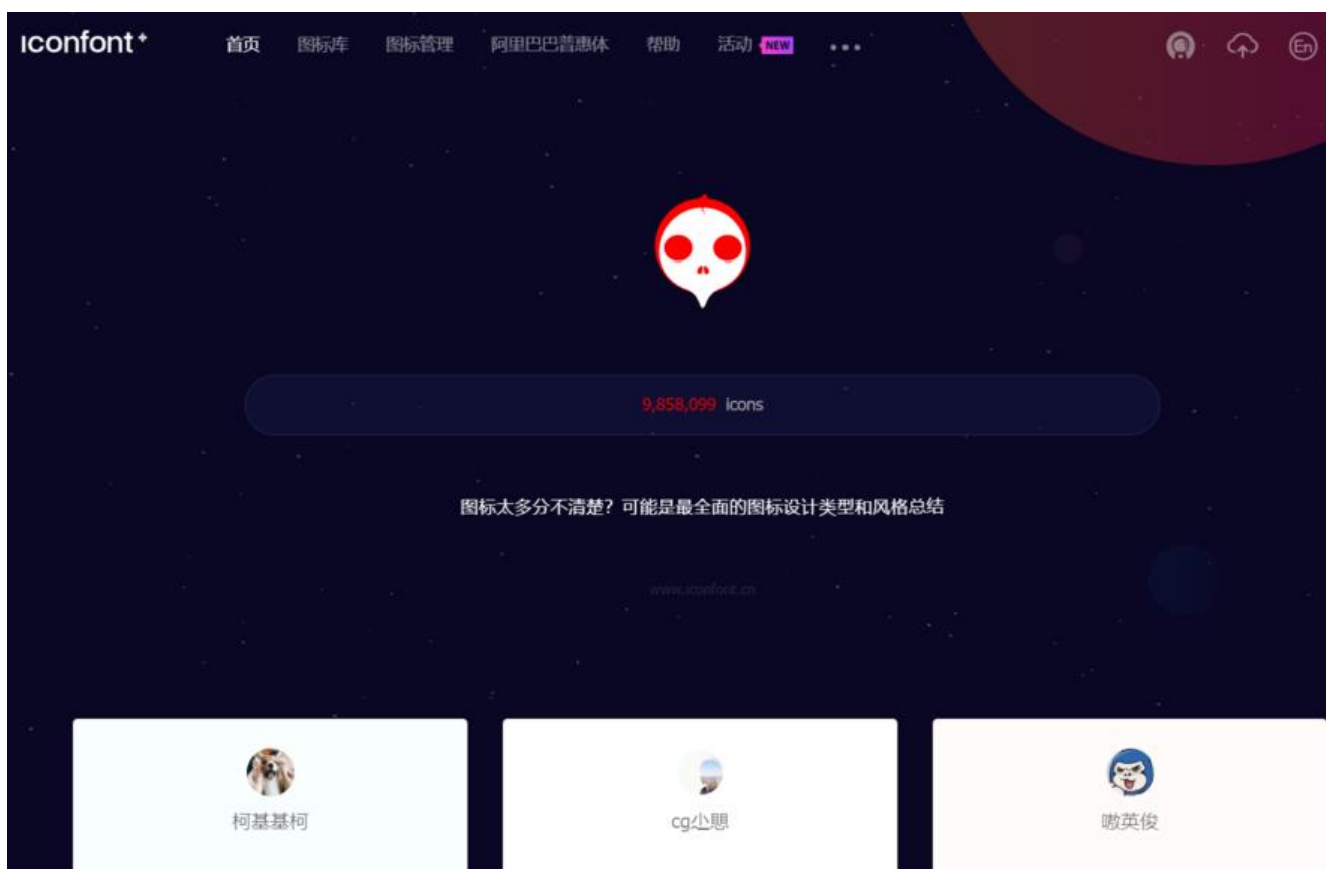 ıconfont+ 首页 图标库 图标管理 阿里巴巴普惠体 帮助 活动 NEW ••• En
9,858,099 icons
图标太多分不清楚？可能是最全面的图标设计类型和风格总结
www.iconfont.cn
柯基基柯 cg尐思 嗷英俊